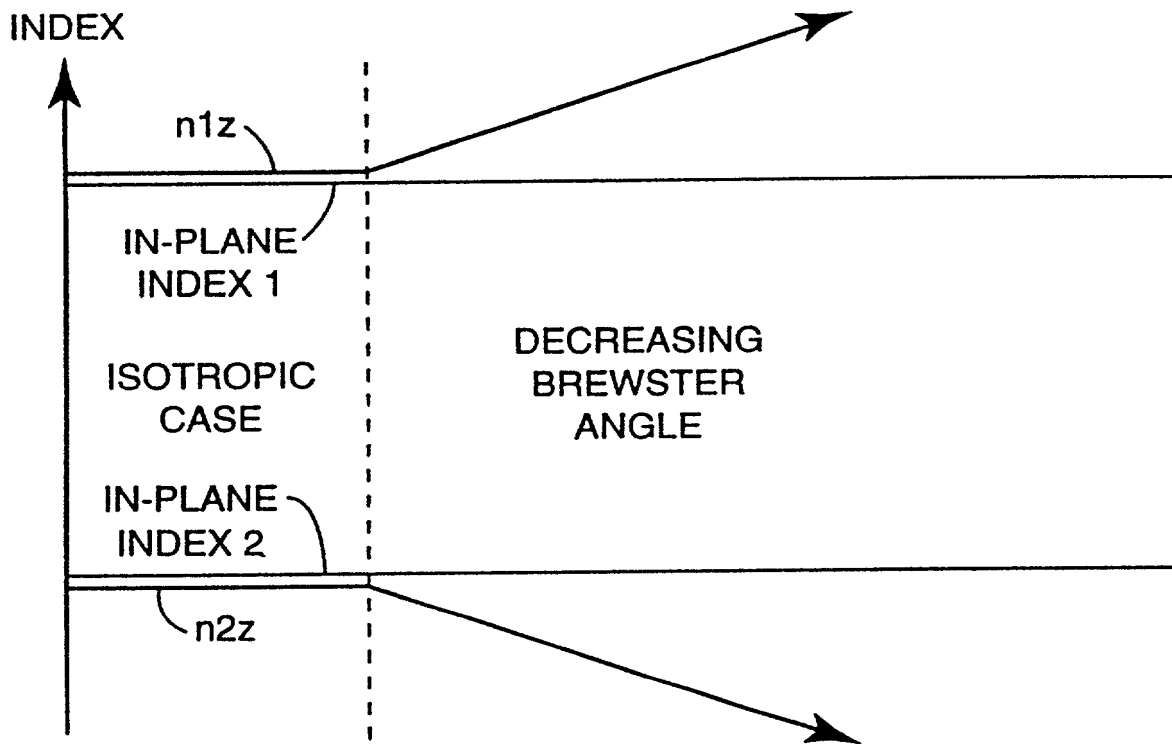 INDEX
n1z
IN-PLANE
INDEX 1
ISOTROPIC
CASE
DECREASING
BREWSTER
ANGLE
IN-PLANE
INDEX 2
n2z